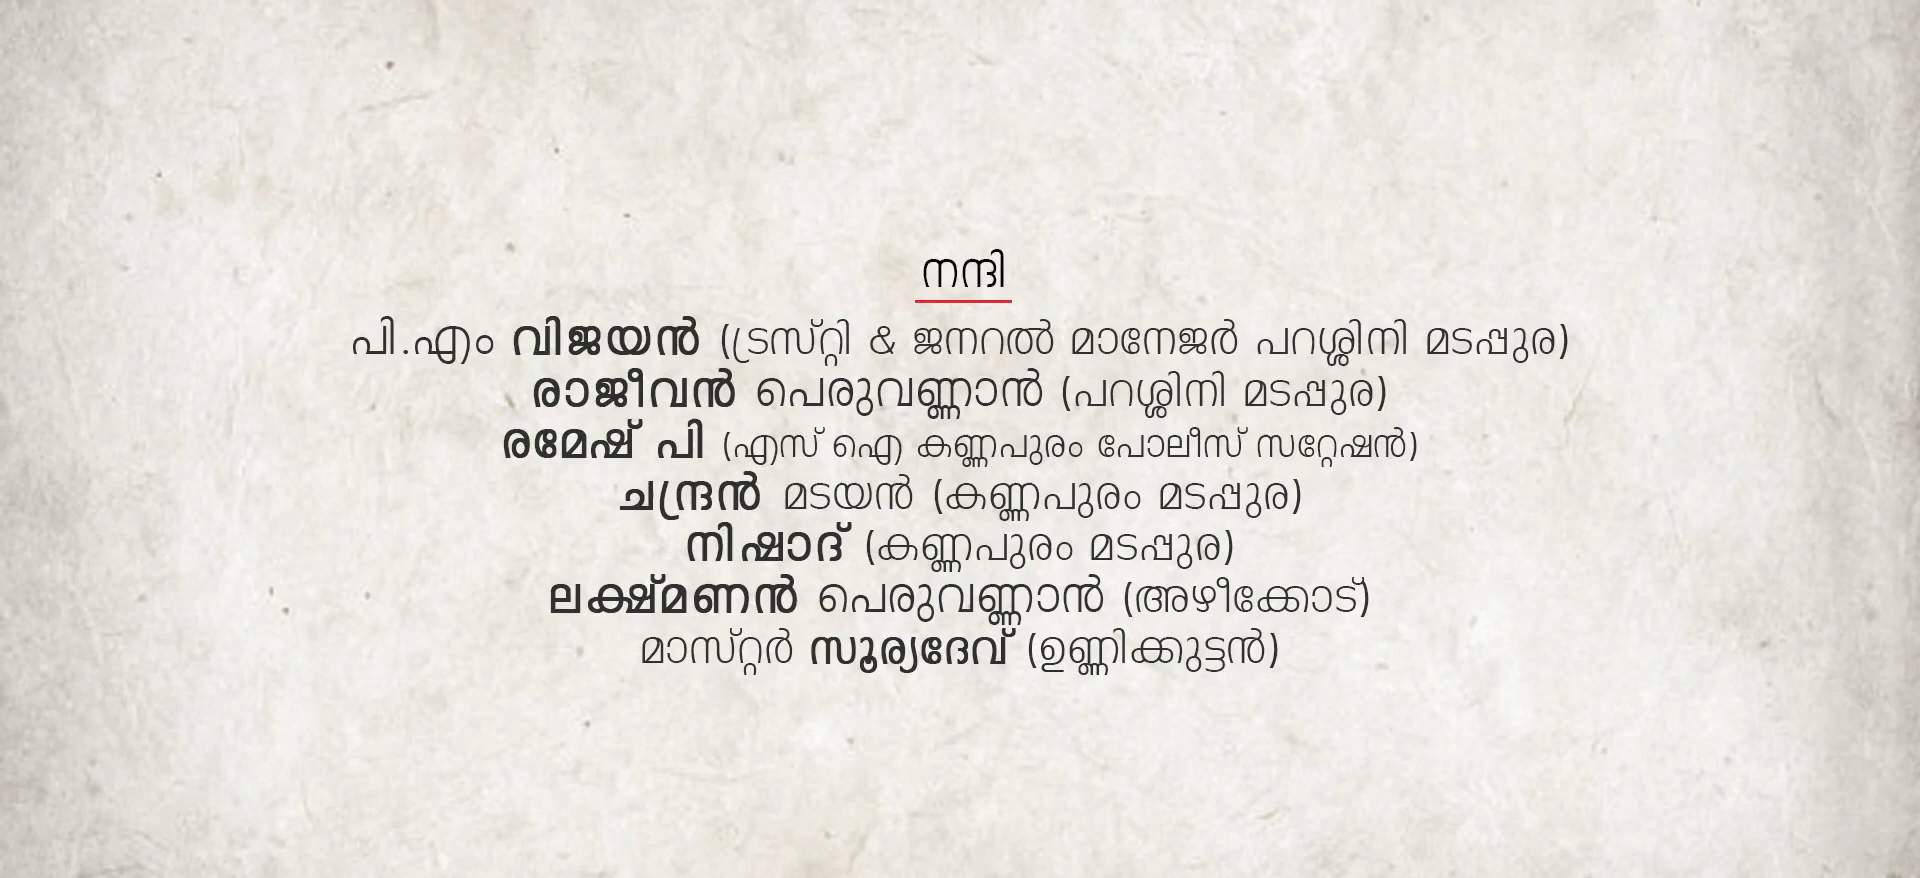 നന്ദി
പി.എം വിജയൻ (ട്രസ്റ്റി & ജനറൽ മാനേജർ പറശ്ശിനി മടപ്പുര)
രാജീവൻ പെരുവണ്ണാൻ (പറശ്ശിനി മടപ്പുര)
രമേഷ് പി (എസ് ഐ കണ്ണപുരം പോലീസ് സറ്റേഷൻ)
ചന്ദ്രൻ മടയൻ (കണ്ണപുരം മടപ്പുര)
നിഷാദ് (കണ്ണപുരം മടപ്പുര)
ലക്ഷ്മണൻ പെരുവണ്ണാൻ (അഴീക്കോട്)
മാസ്റ്റർ സൂര്യദേവ് (ഉണ്ണിക്കുട്ടൻ)